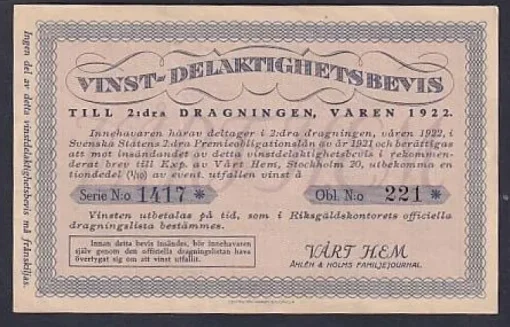 VINST-DELAKTIGHETSBEVIS
TILL 2:dra DRAGNINGEN, VÅREN 1922.
Innehavaren härav deltager i 2:dra dragningen, våren 1922, i
Svenska Statens 2:dra Premieobligationslån av år 1921 och berättigas
att mot insändandet av detta vinstdelaktighetsbevis i rekommen-
derat brev till Exp. av Vårt Hem, Stockholm 20, utbekomma en
tiondedel (1/10) av event. utfallen vinst å
Serie N:o 1417 * Obl. N:o 221 *
Vinsten utbetalas på tid, som i Riksgäldskontorets officiella
dragningslista bestämmes.
Innan detta bevis insändes, bör innehavaren
själv genom den officiella dragningslistan hava
övertygat sig om att vinst utfallit.
VÅRT HEM
ÅHLÉN & HOLMS FAMILJEJOURNAL.
Ingen del av detta vinstdelaktighetsbevis må frånskiljas.